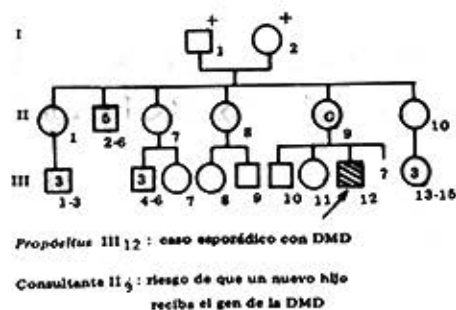 I
+ +
1 2
II
5 C
1 2-6 7 8 9 10
III
3 3 ? 3
1-3 4-6 7 8 9 10 11 12 13-15
Propósitus III 12 : caso esporádico con DMD
Consultante II 9 : riesgo de que un nuevo hijo
reciba el gen de la DMD